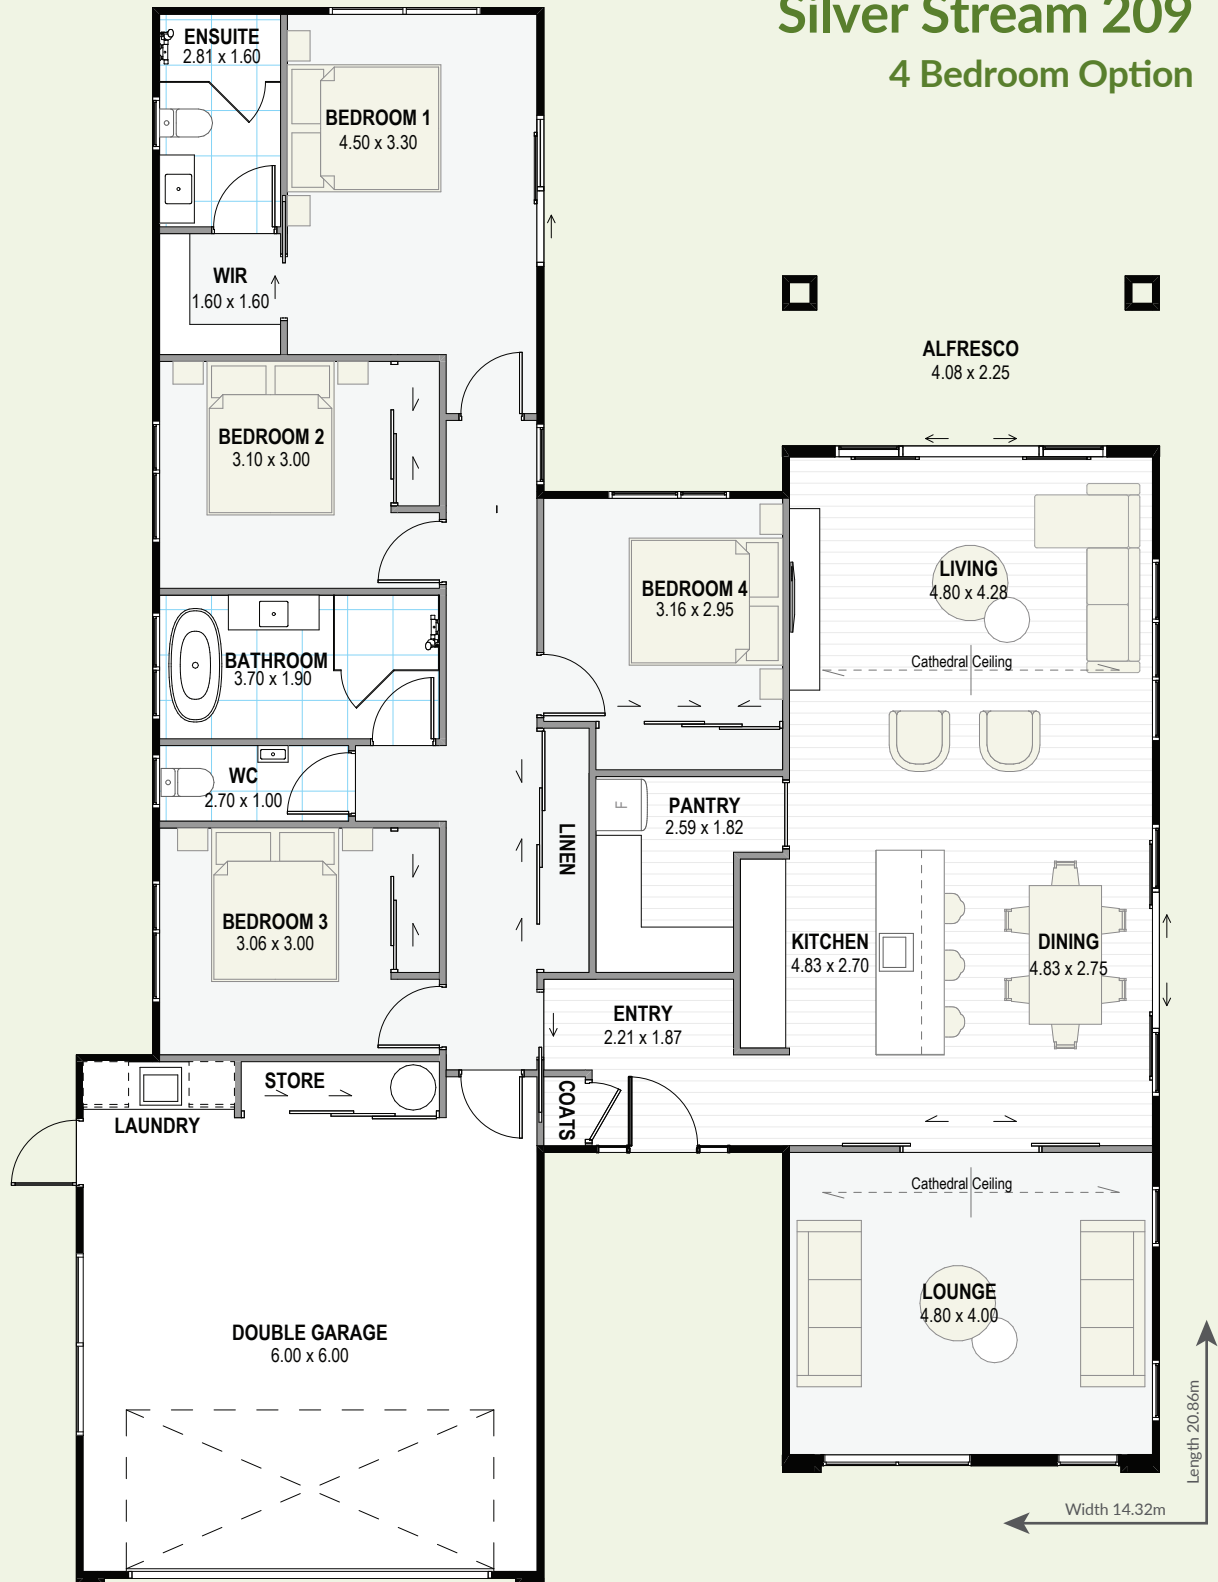 Silver Stream 209
4 Bedroom Option
ENSUITE
2.81 x 1.60
BEDROOM 1
4.50 x 3.30
WIR
1.60 x 1.60
ALFRESCO
4.08 x 2.25
BEDROOM 2
3.10 x 3.00
BEDROOM 4
3.16 x 2.95
LIVING
4.80 x 4.28
Cathedral Ceiling
BATHROOM
3.70 x 1.90
WC
2.70 x 1.00
LINEN
F
PANTRY
2.59 x 1.82
BEDROOM 3
3.06 x 3.00
KITCHEN
4.83 x 2.70
DINING
4.83 x 2.75
ENTRY
2.21 x 1.87
STORE
COATS
LAUNDRY
Cathedral Ceiling
LOUNGE
4.80 x 4.00
DOUBLE GARAGE
6.00 x 6.00
Length 20.86m
Width 14.32m